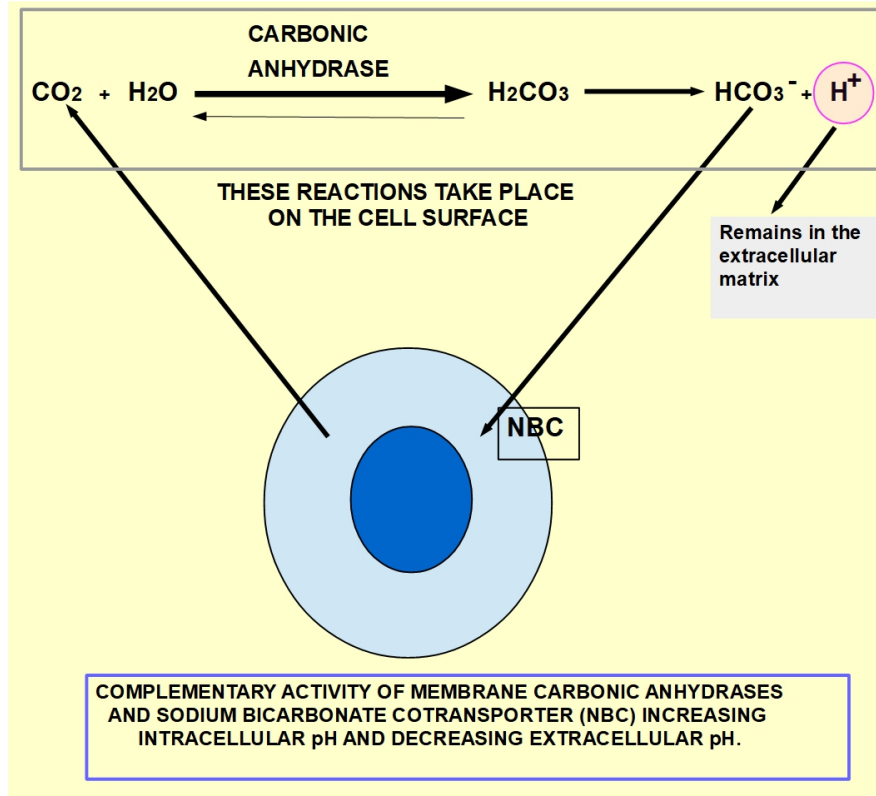 CARBONIC
ANHYDRASE
CO2 + H2O H2CO3 HCO3- + H+
THESE REACTIONS TAKE PLACE
ON THE CELL SURFACE
Remains in the
extracellular
matrix
NBC
COMPLEMENTARY ACTIVITY OF MEMBRANE CARBONIC ANHYDRASES
AND SODIUM BICARBONATE COTRANSPORTER (NBC) INCREASING
INTRACELLULAR pH AND DECREASING EXTRACELLULAR pH.